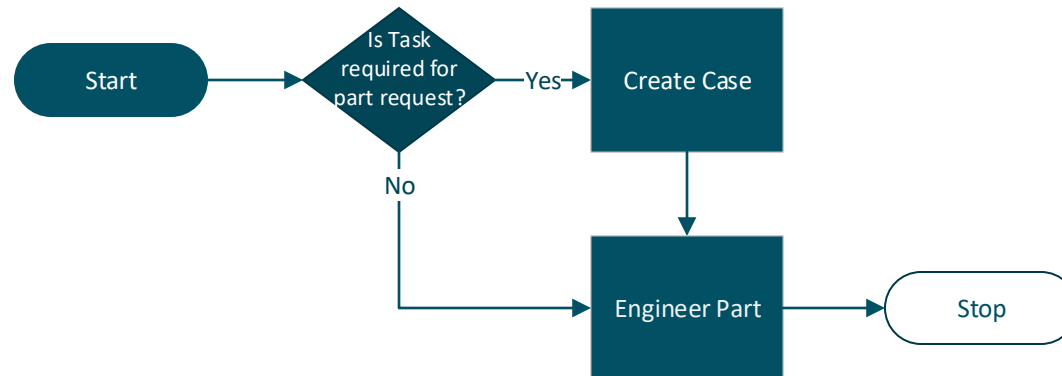 Start
Is Task
required for
part request?
Yes
Create Case
No
Engineer Part
Stop